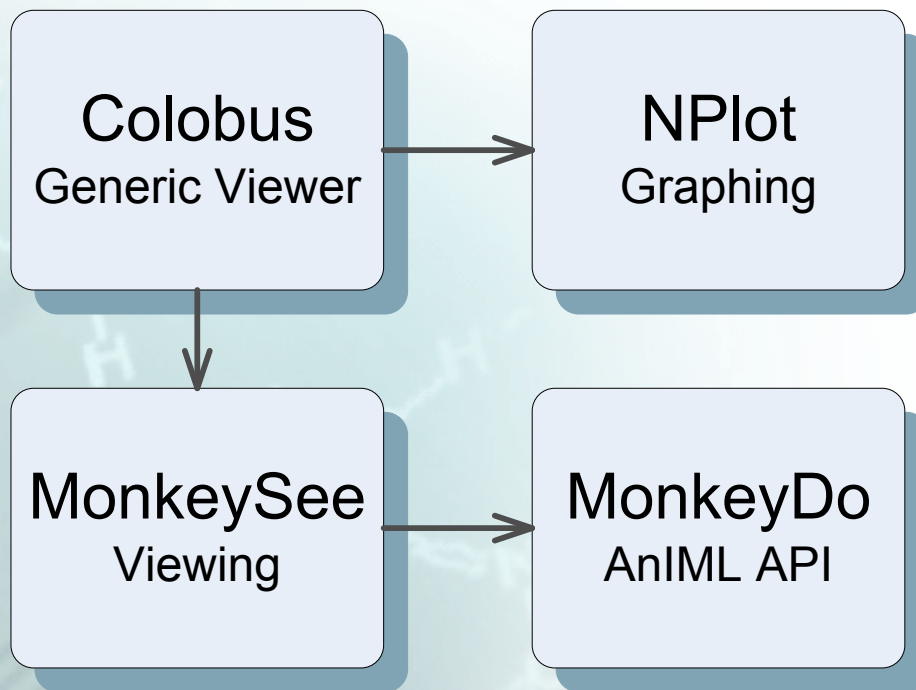 Colobus
Generic Viewer
NPlot
Graphing
MonkeySee
Viewing
MonkeyDo
AnIML API
H
H